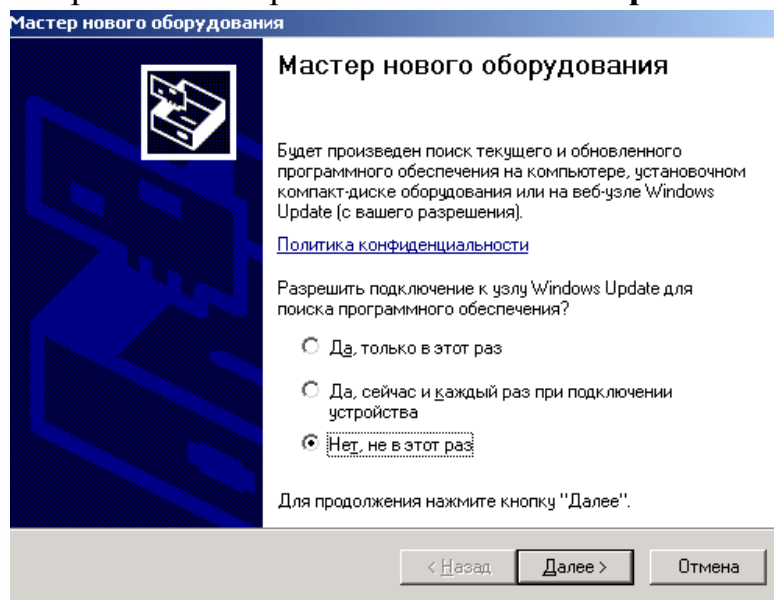 Мастер нового оборудования
Мастер нового оборудования
Будет произведен поиск текущего и обновленного
программного обеспечения на компьютере, установочном
компакт-диске оборудования или на веб-узле Windows
Update (с вашего разрешения).
Политика конфиденциальности
Разрешить подключение к узлу Windows Update для
поиска программного обеспечения?
Да, только в этот раз
Да, сейчас и каждый раз при подключении
устройства
Нет, не в этот раз
Для продолжения нажмите кнопку "Далее".
< Назад
Далее >
Отмена